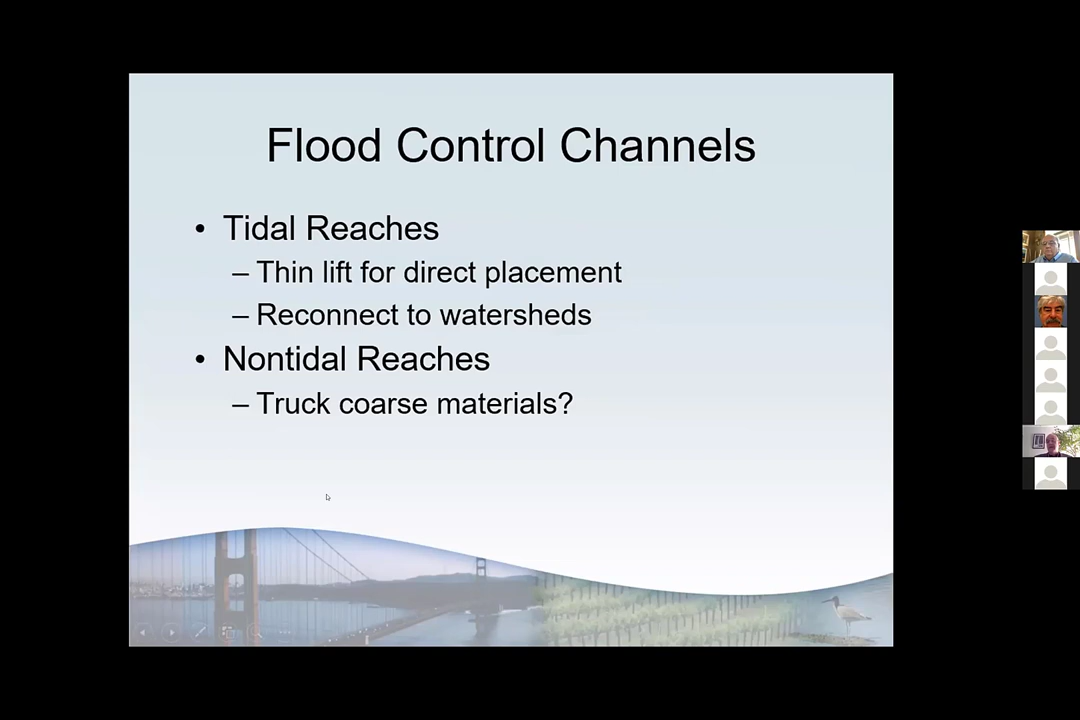 Flood Control Channels
• Tidal Reaches
– Thin lift for direct placement
– Reconnect to watersheds
• Nontidal Reaches
– Truck coarse materials?